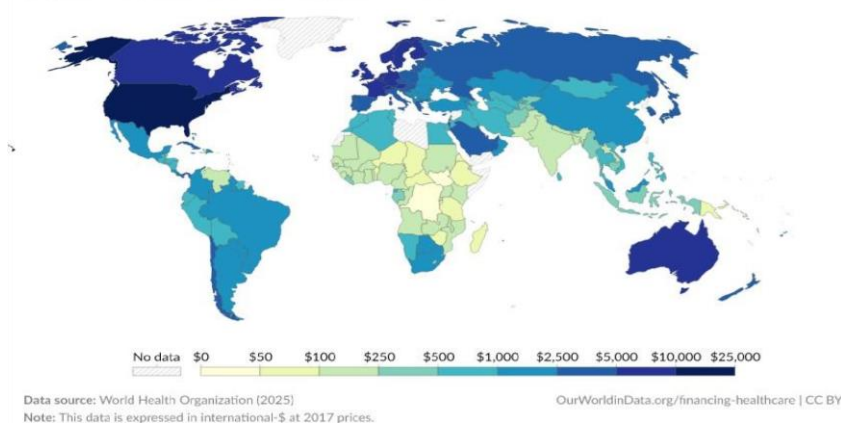 No data $0 $50 $100 $250 $500 $1,000 $2,500 $5,000 $10,000 $25,000
Data source: World Health Organization (2025) OurWorldinData.org/financing-healthcare | CC BY
Note: This data is expressed in international-$ at 2017 prices.